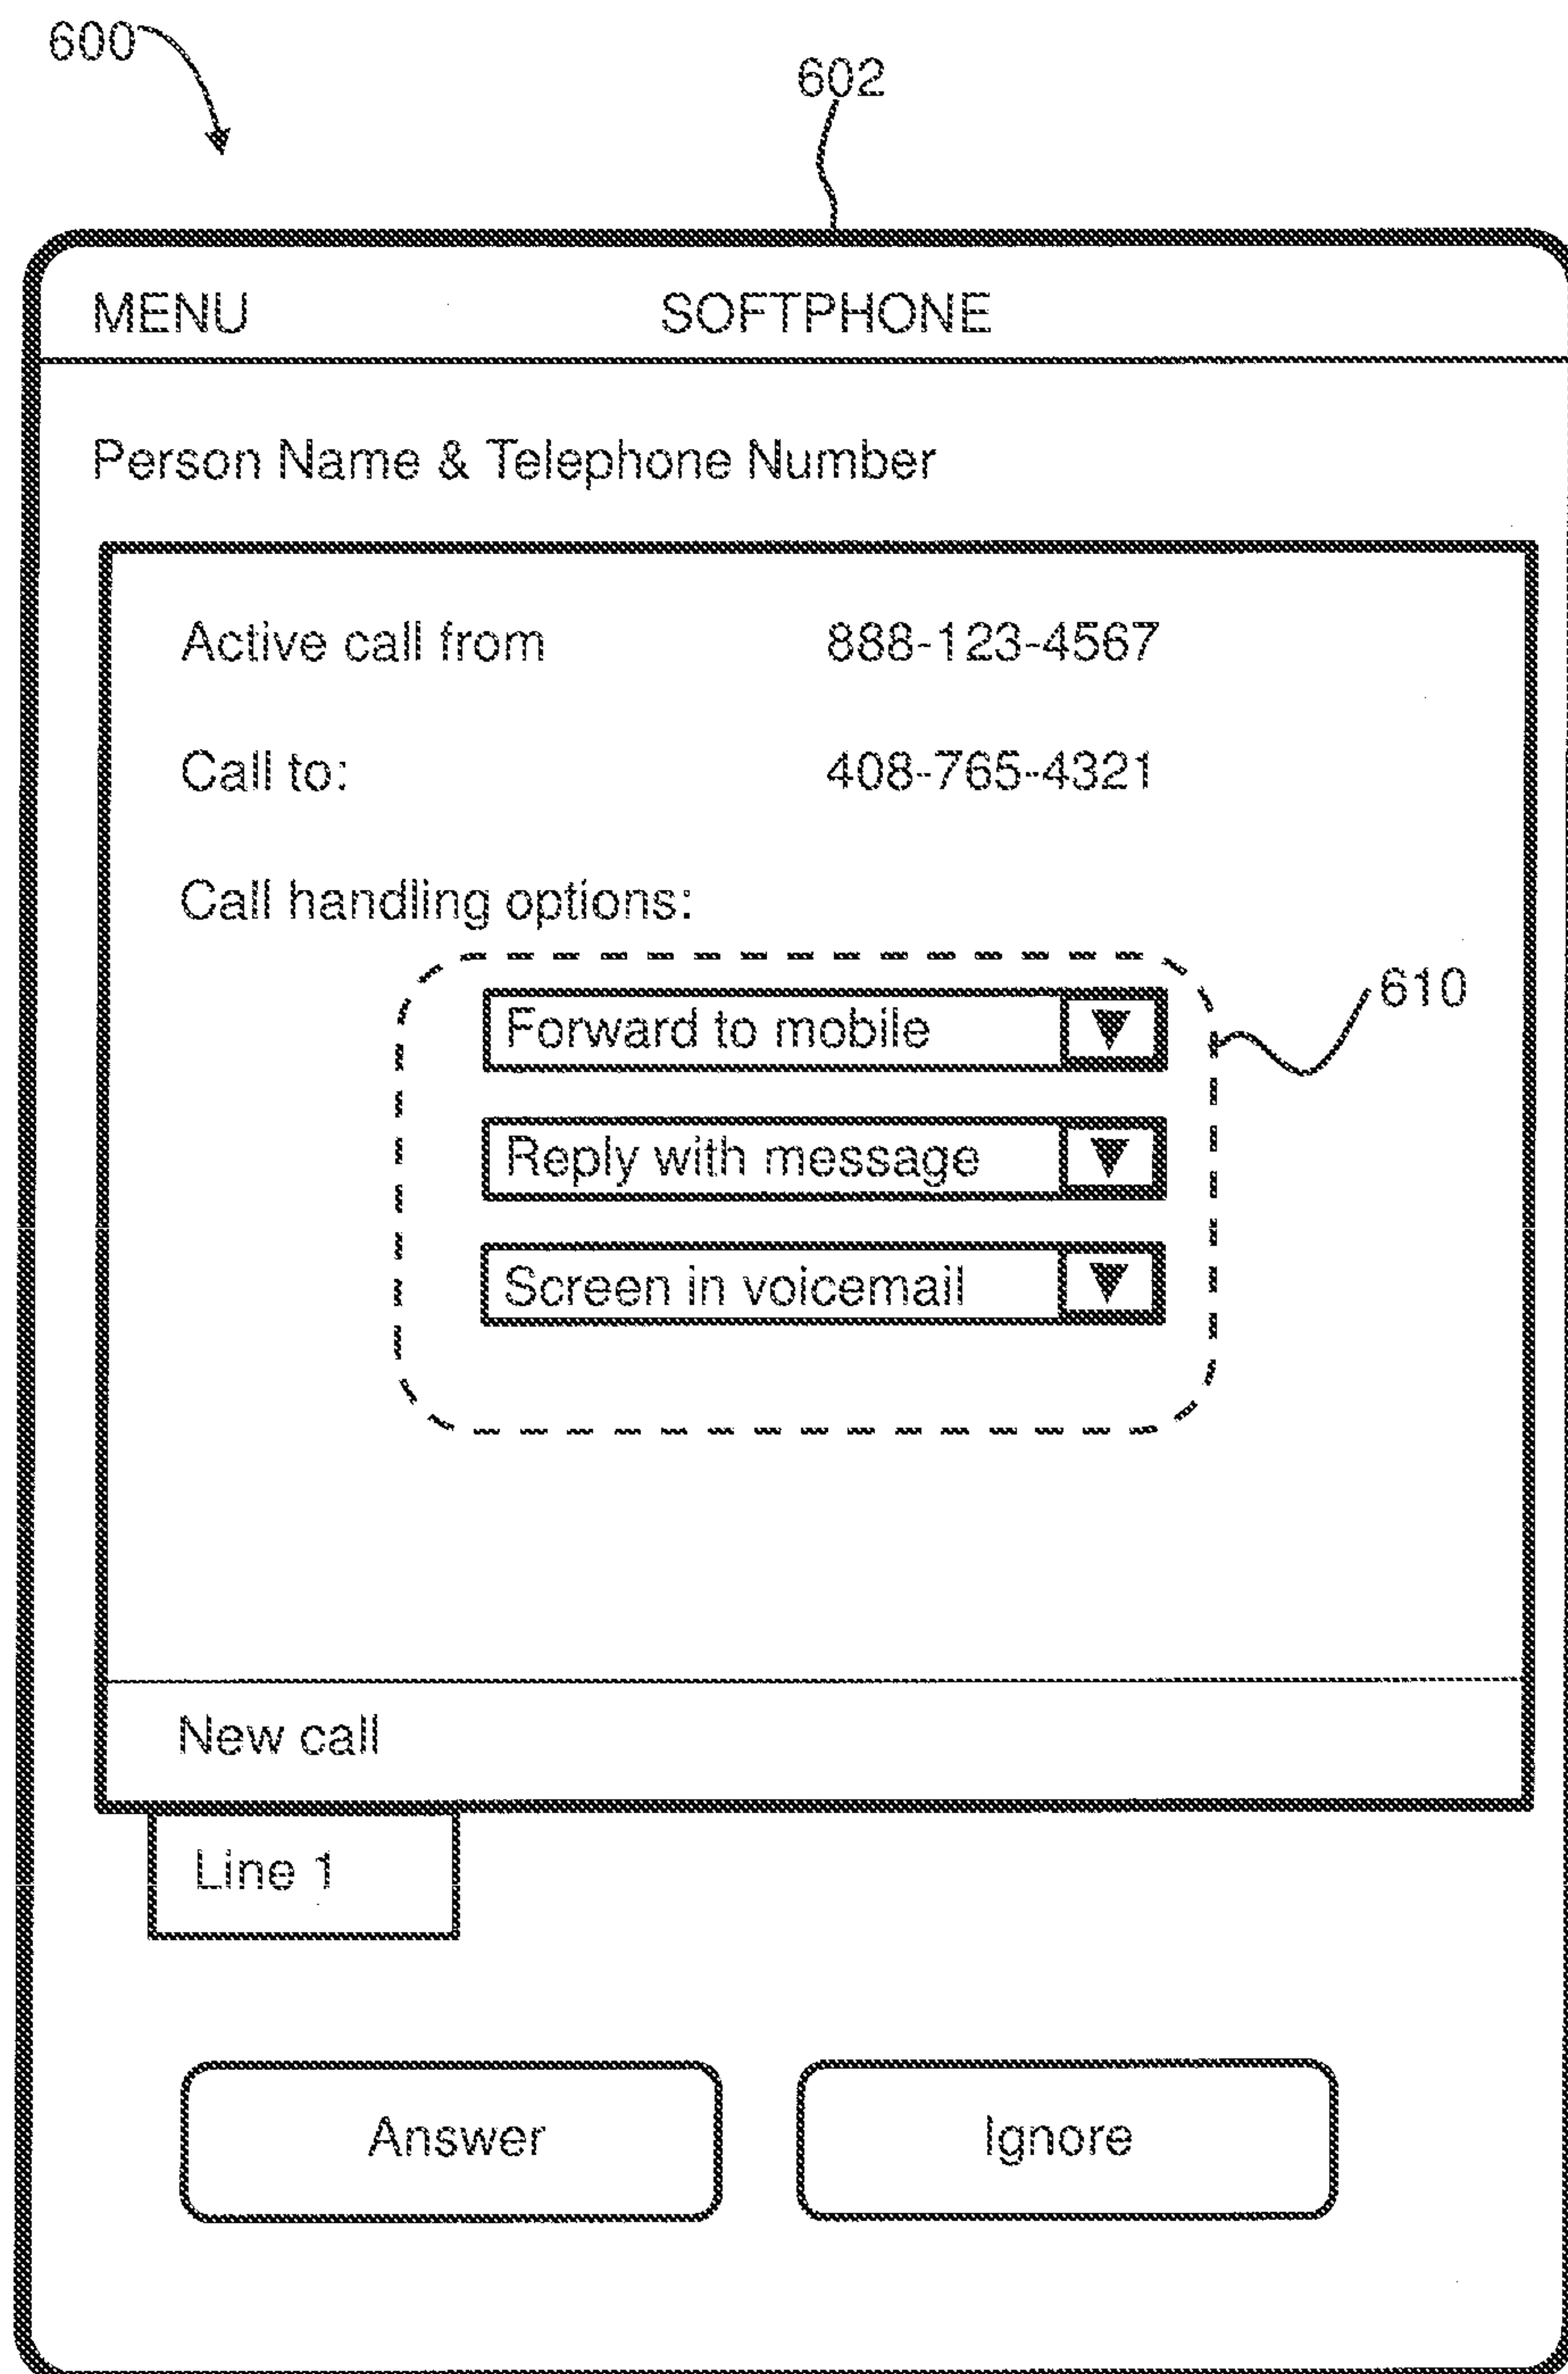 600
602
MENU SOFTPHONE
Person Name & Telephone Number
Active call from 888-123-4567
Call to: 408-765-4321
Call handling options:
610
Forward to mobile
Reply with message
Screen in voicemail
New call
Line 1
Answer Ignore